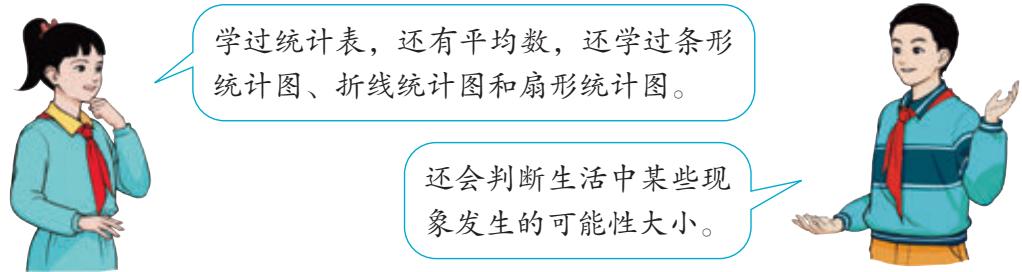 学过统计表，还有平均数，还学过条形
统计图、折线统计图和扇形统计图。
还会判断生活中某些现
象发生的可能性大小。